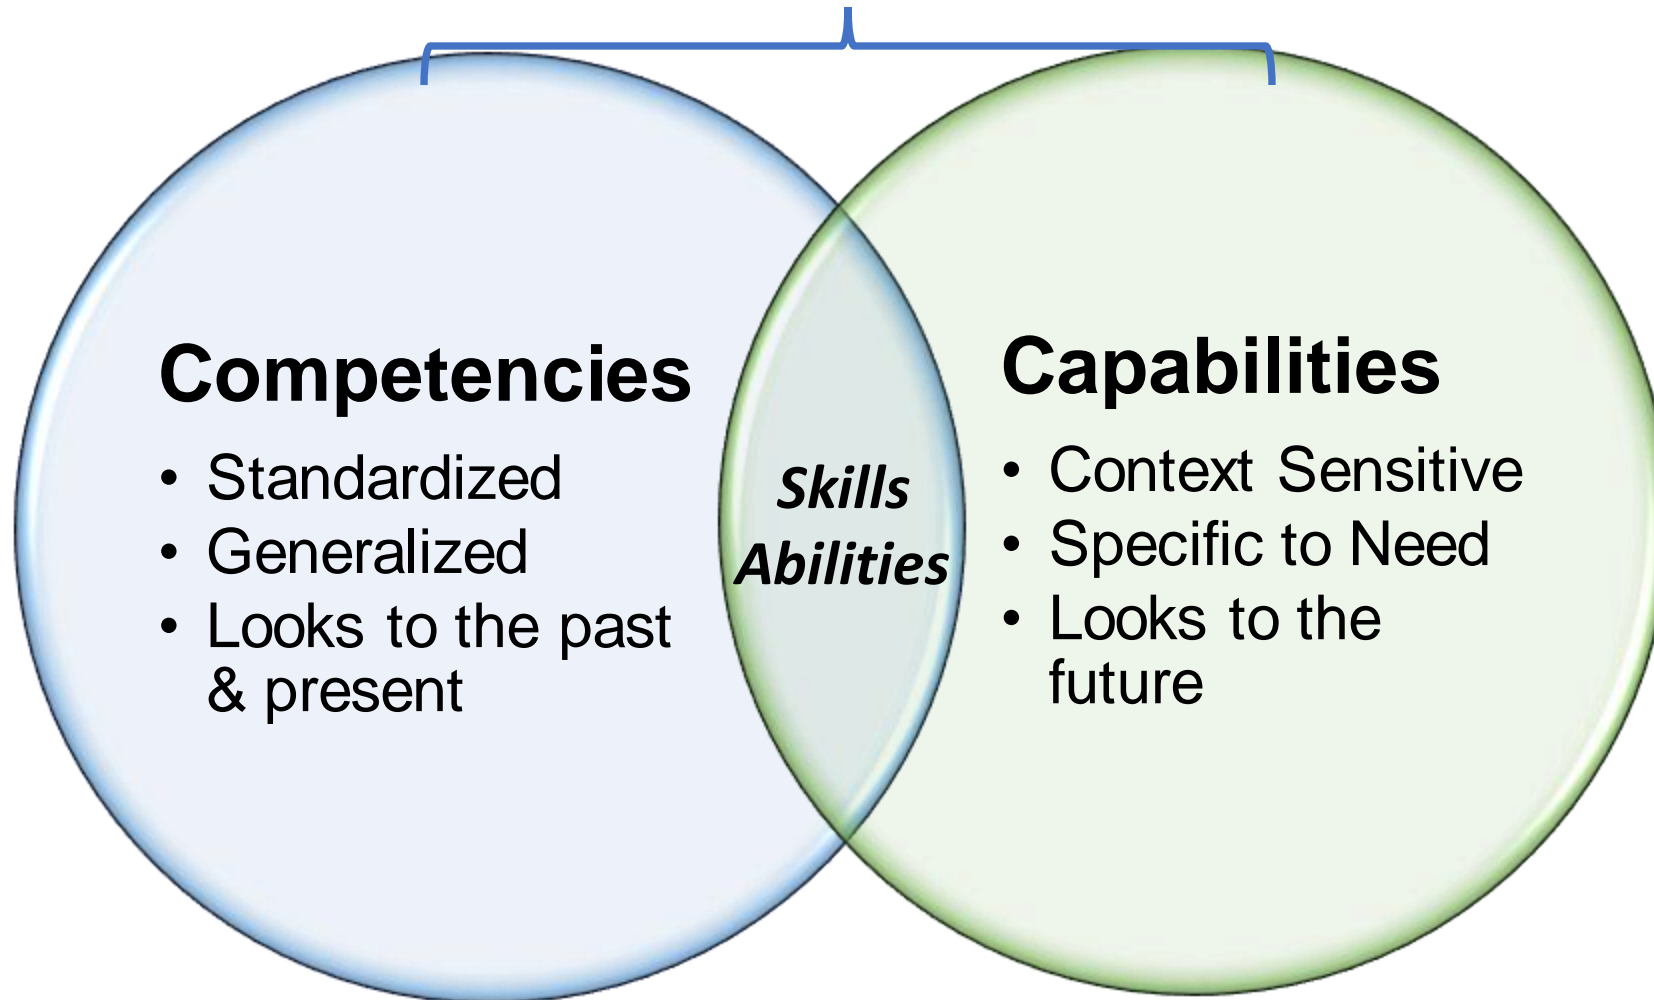 Competencies
• Standardized
• Generalized
• Looks to the past
& present
Skills
Abilities
Capabilities
• Context Sensitive
• Specific to Need
• Looks to the
future